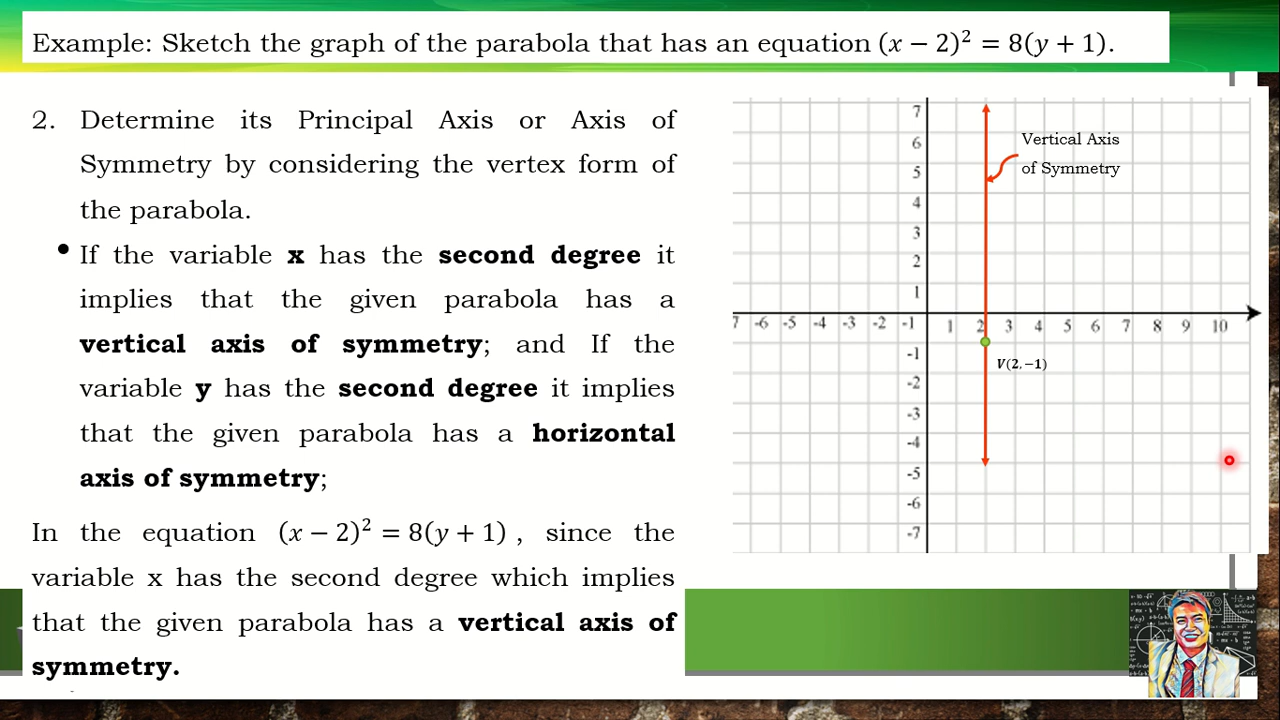 Example: Sketch the graph of the parabola that has an equation (x − 2)² = 8(y + 1).
2. Determine its Principal Axis or Axis of
Symmetry by considering the vertex form of
the parabola.
• If the variable x has the second degree it
implies that the given parabola has a
vertical axis of symmetry; and If the
variable y has the second degree it implies
that the given parabola has a horizontal
axis of symmetry;
In the equation (x − 2)² = 8(y + 1) , since the
variable x has the second degree which implies
that the given parabola has a vertical axis of
symmetry.
7
6
5
4
3
2
1
Vertical Axis
of Symmetry
7 -6 -5 -4 -3 -2 -1 1 2 3 4 5 6 7 8 9 10
-1
-2
-3
-4
-5
-6
-7
V(2,−1)